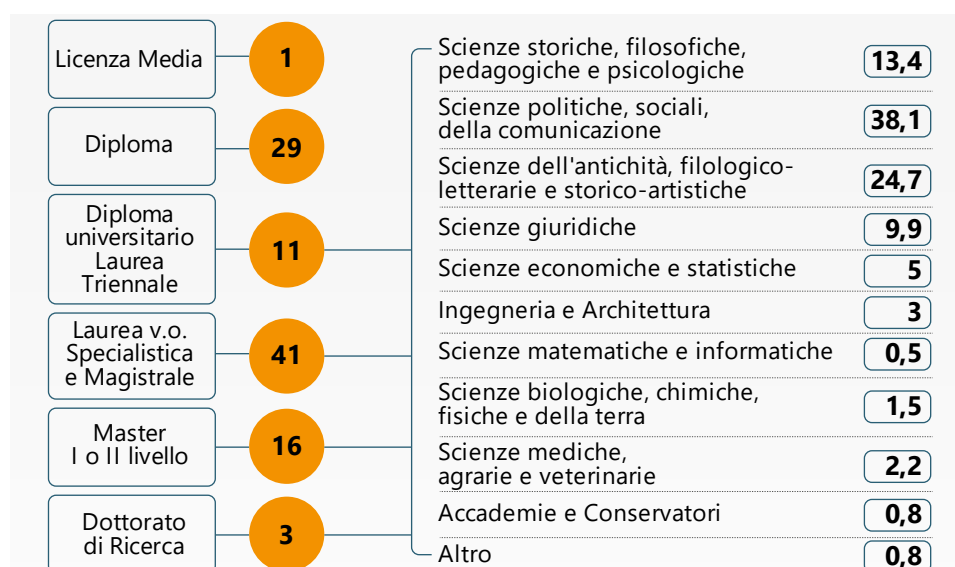 Licenza Media
1
Diploma
29
Diploma
universitario
Laurea
Triennale
11
Laurea v.o.
Specialistica
e Magistrale
41
Master
I o II livello
16
Dottorato
di Ricerca
3
Scienze storiche, filosofiche,
pedagogiche e psicologiche
13,4
Scienze politiche, sociali,
della comunicazione
38,1
Scienze dell'antichità, filologico-
letterarie e storico-artistiche
24,7
Scienze giuridiche
9,9
Scienze economiche e statistiche
5
Ingegneria e Architettura
3
Scienze matematiche e informatiche
0,5
Scienze biologiche, chimiche,
fisiche e della terra
1,5
Scienze mediche,
agrarie e veterinarie
2,2
Accademie e Conservatori
0,8
Altro
0,8